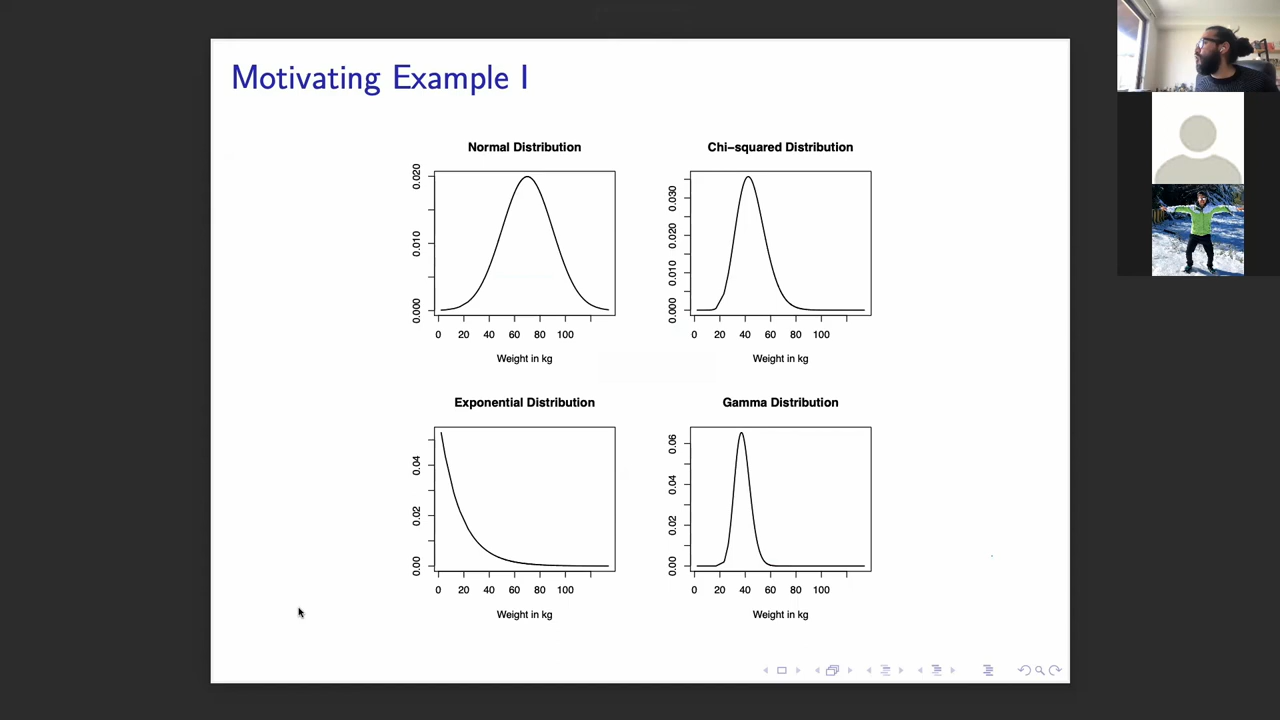 Motivating Example I
Normal Distribution
0.000 0.010 0.020
0 20 40 60 80 100
Weight in kg
Chi−squared Distribution
0.000 0.010 0.020 0.030
0 20 40 60 80 100
Weight in kg
Exponential Distribution
0.00 0.02 0.04
0 20 40 60 80 100
Weight in kg
Gamma Distribution
0.00 0.02 0.04 0.06
0 20 40 60 80 100
Weight in kg